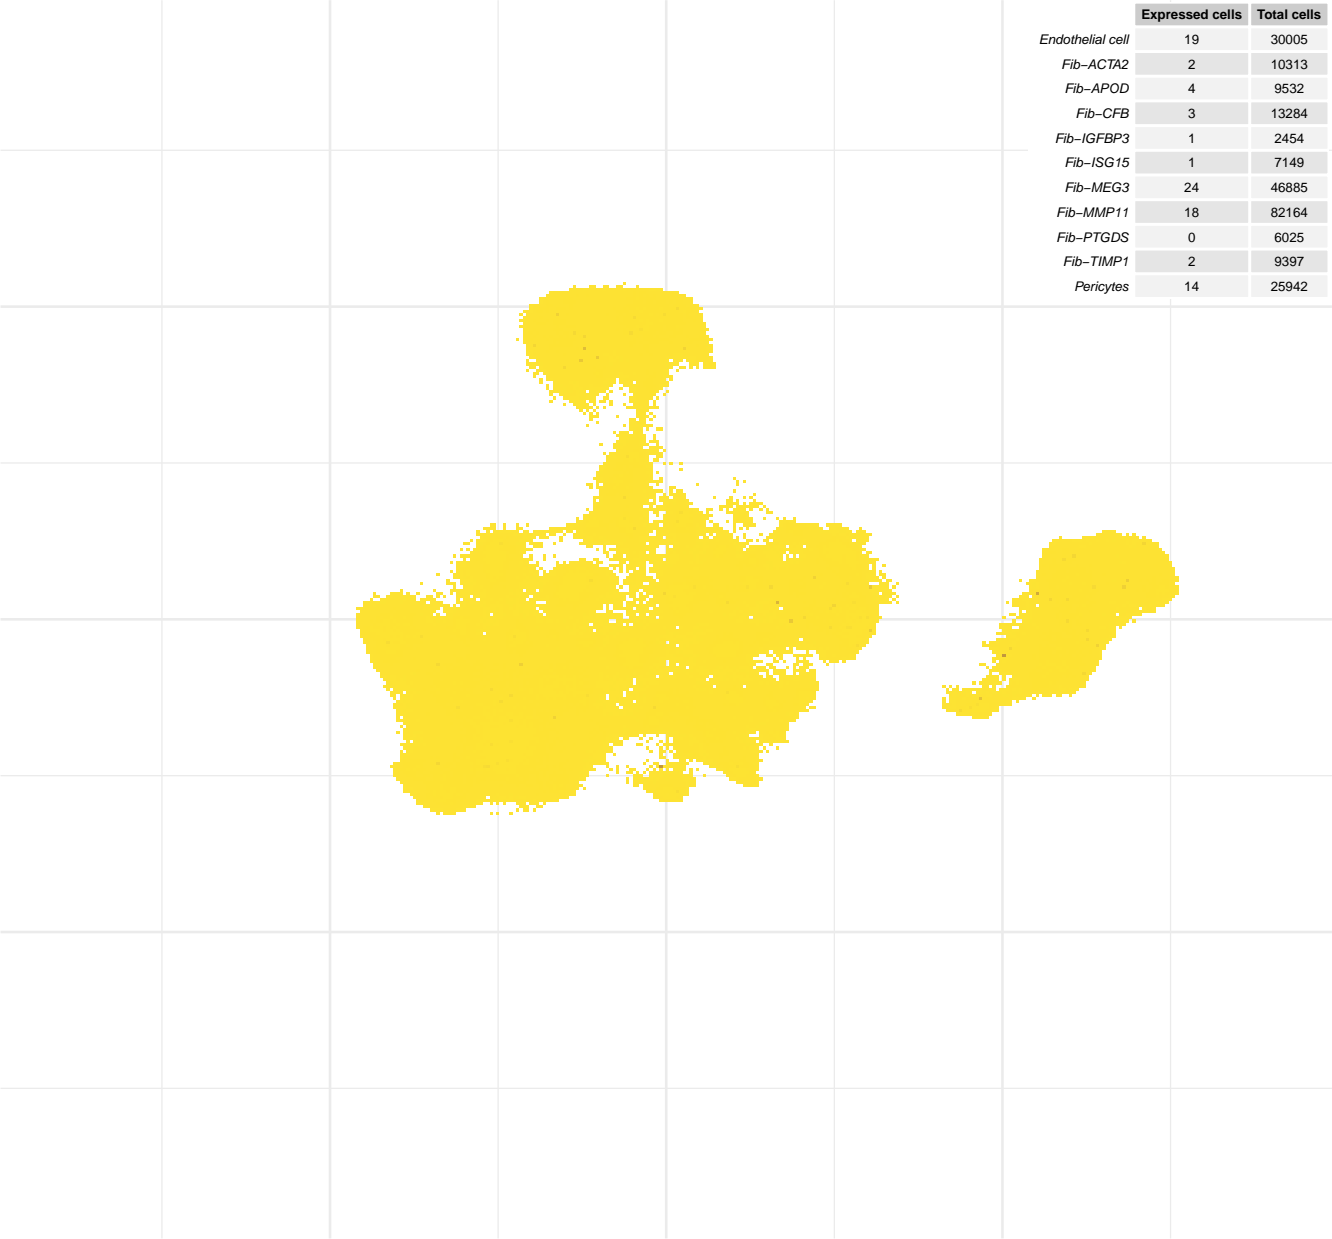 Expressed cells Total cells
Endothelial cell 19 30005
Fib−ACTA2 2 10313
Fib−APOD 4 9532
Fib−CFB 3 13284
Fib−IGFBP3 1 2454
Fib−ISG15 1 7149
Fib−MEG3 24 46885
Fib−MMP11 18 82164
Fib−PTGDS 0 6025
Fib−TIMP1 2 9397
Pericytes 14 25942